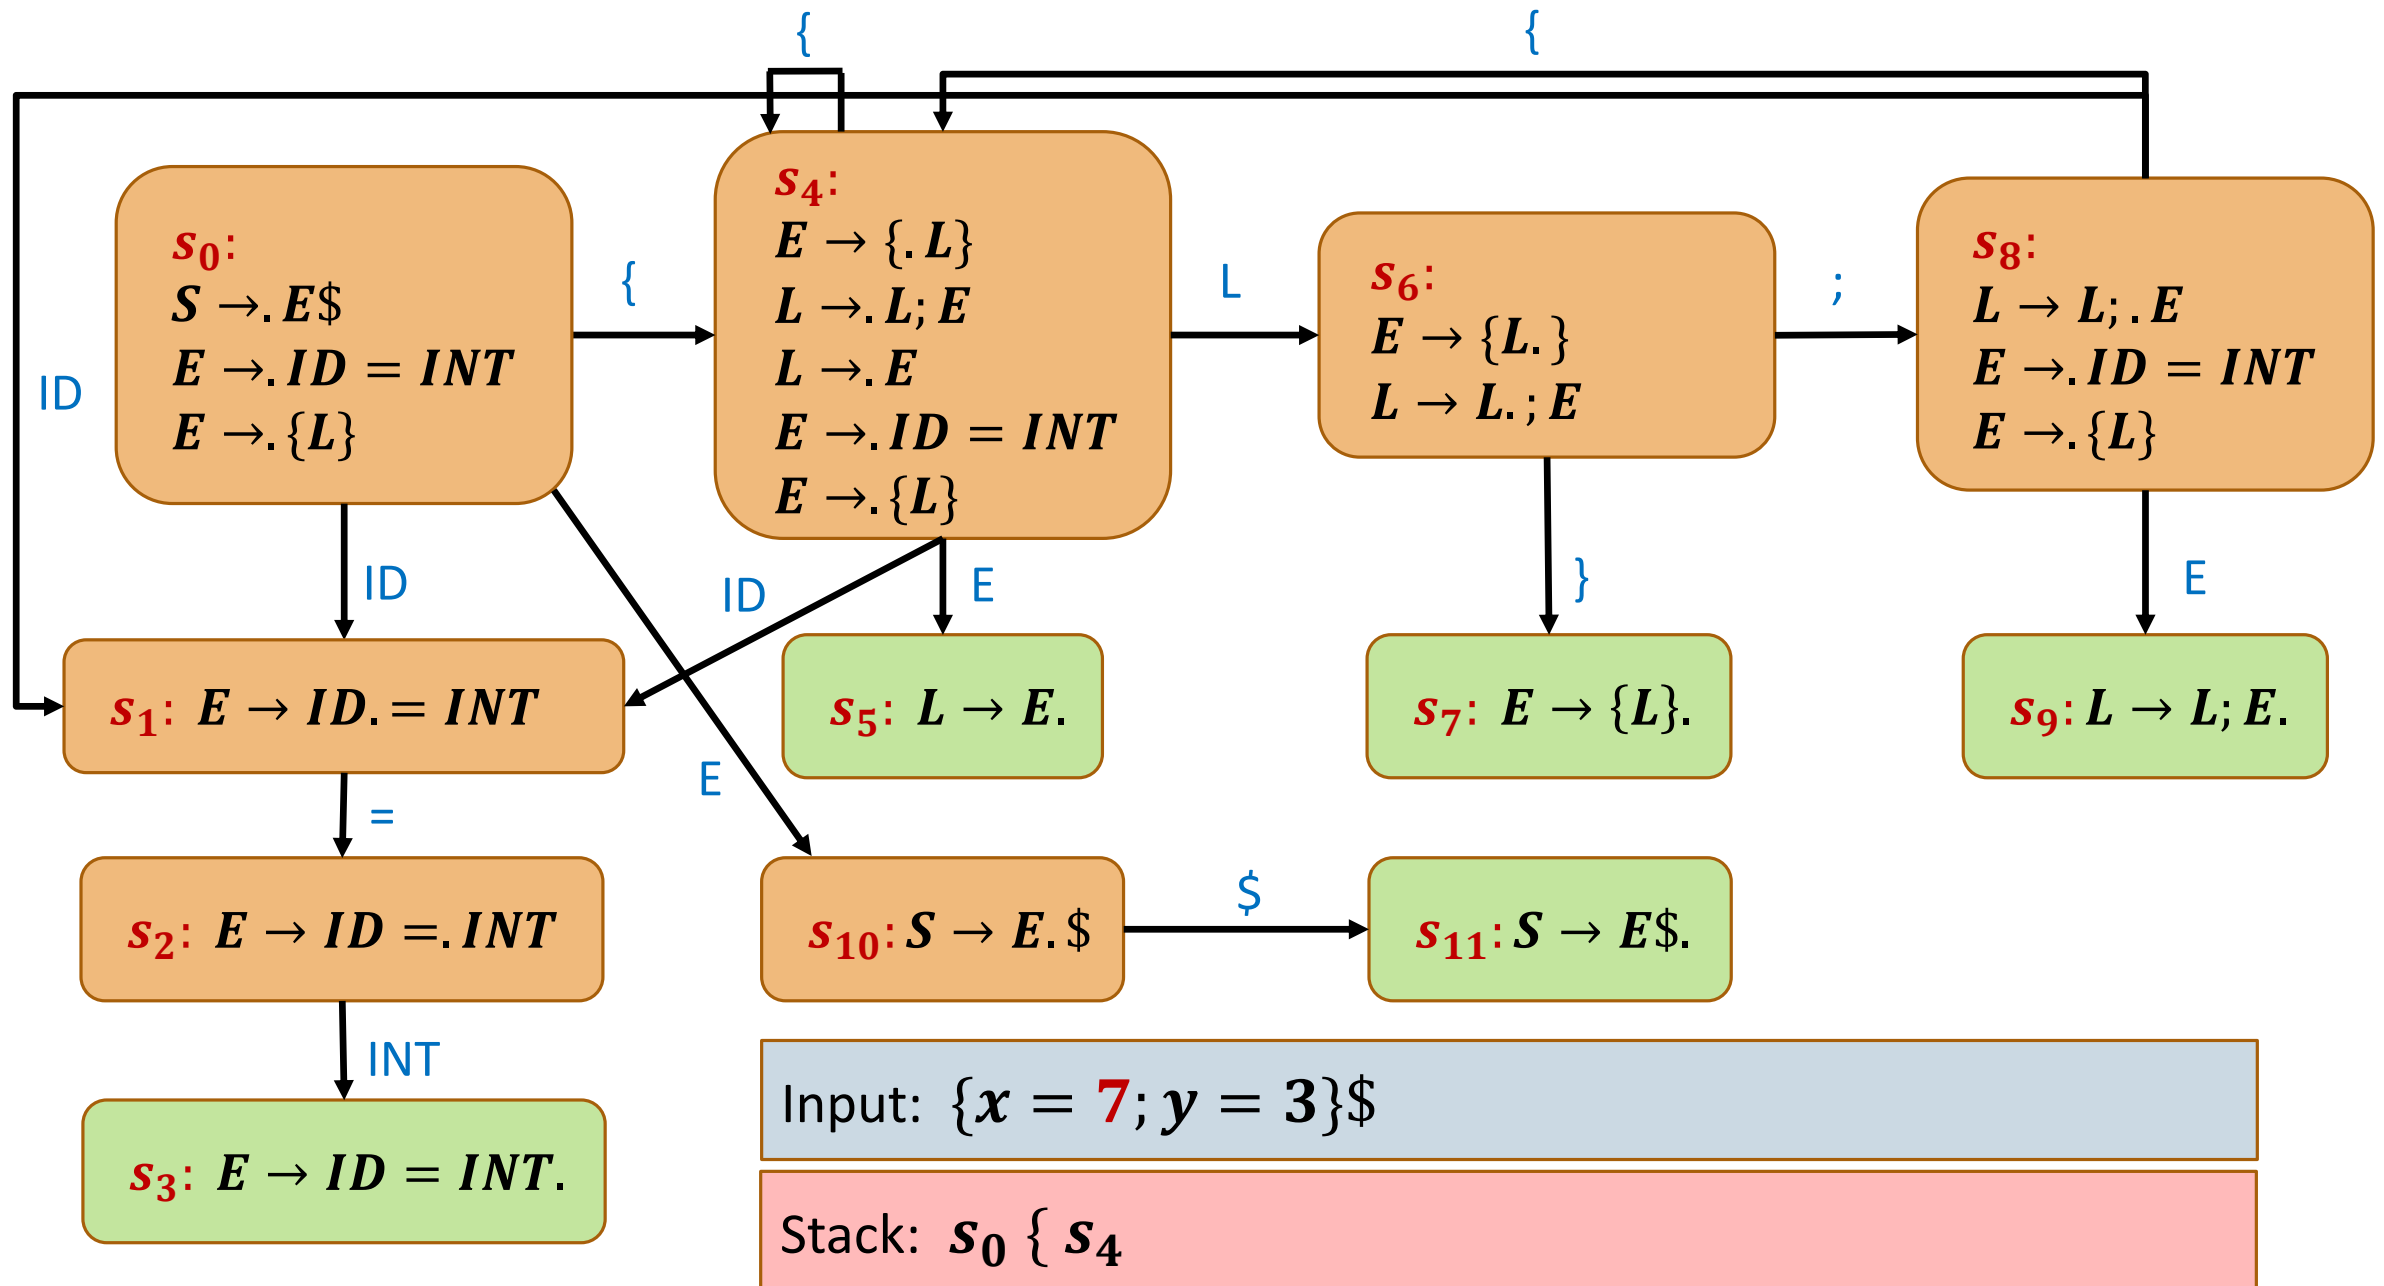 {
{
s0:
S →. E$
E →. ID = INT
E →. {L}
{
s4:
E → {. L}
L →. L; E
L →. E
E →. ID = INT
E →. {L}
L
s6:
E → {L. }
L → L. ; E
;
s8:
L → L; . E
E →. ID = INT
E →. {L}
ID
ID
ID
E
}
E
s1: E → ID. = INT
s5: L → E.
s7: E → {L}.
s9: L → L; E.
E
=
s2: E → ID =. INT
s10: S → E. $
$
s11: S → E$.
INT
s3: E → ID = INT.
Input: {x = 7; y = 3}$
Stack: s0 { s4